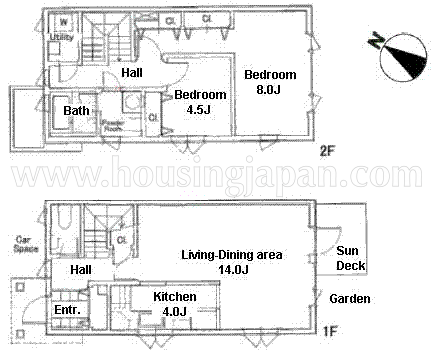 W
Utility
CL
CL
N
Hall
Bedroom
8.0J
Bedroom
4.5J
Bath
Powder
Room
CL
2F
www.housingjapan.com
Car
Space
CL
Living-Dining area
14.0J
Sun
Deck
Hall
Kitchen
4.0J
Entr.
Garden
1F